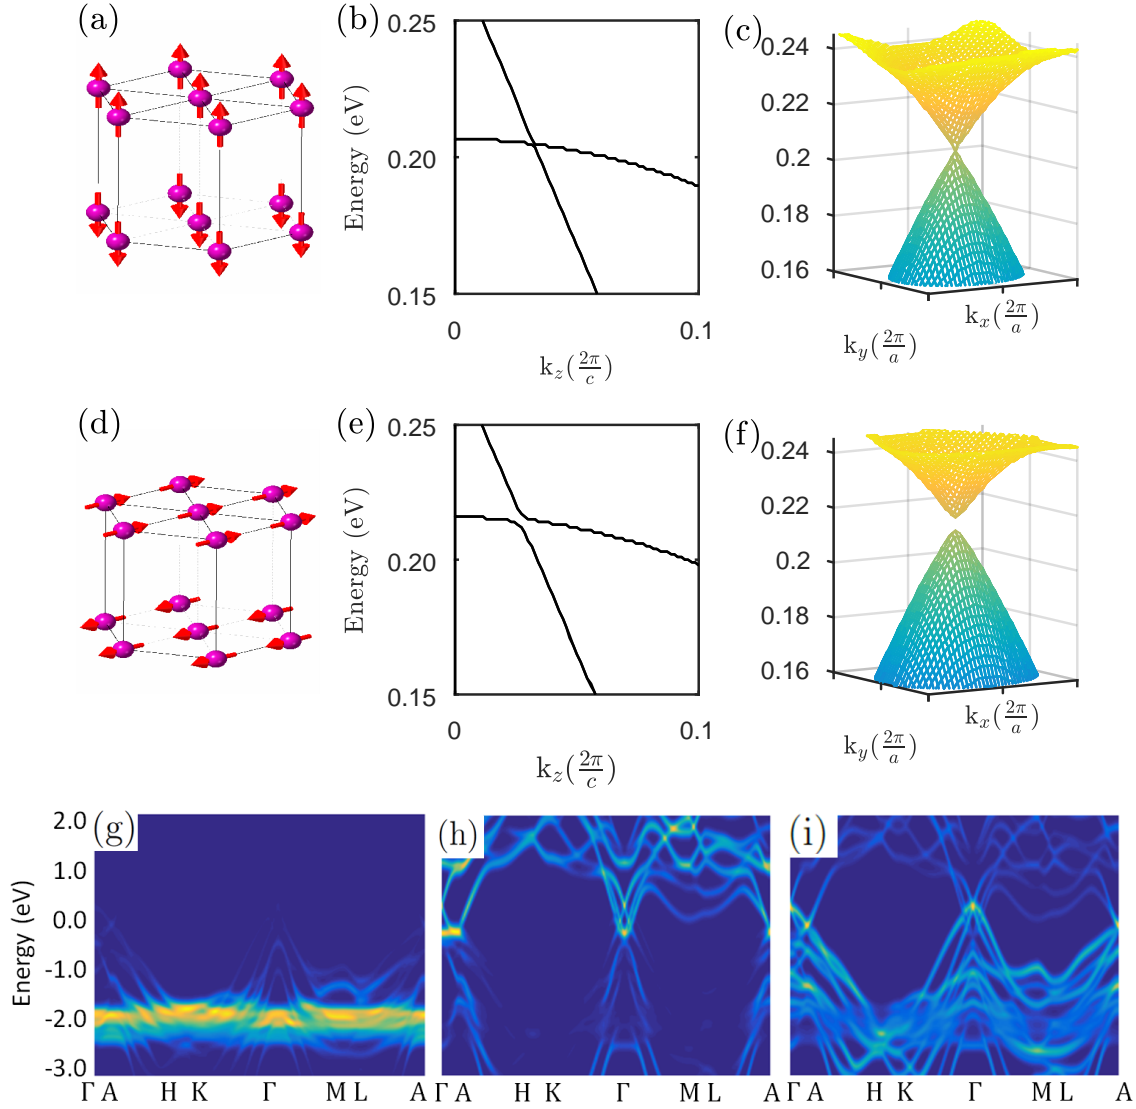 (a)
(b)
0.25
0.20
0.15
Energy (eV)
0
0.1
k_z(2π/c)
(c)
0.24
0.22
0.2
0.18
0.16
k_x(2π/a)
k_y(2π/a)
(d)
(e)
0.25
0.20
0.15
Energy (eV)
0
0.1
k_z(2π/c)
(f)
0.24
0.22
0.2
0.18
0.16
k_x(2π/a)
k_y(2π/a)
(g)
(h)
(i)
2.0
1.0
0.0
-1.0
-2.0
-3.0
Energy (eV)
Γ A H K Γ M L A
Γ A H K Γ M L A
Γ A H K Γ M L A